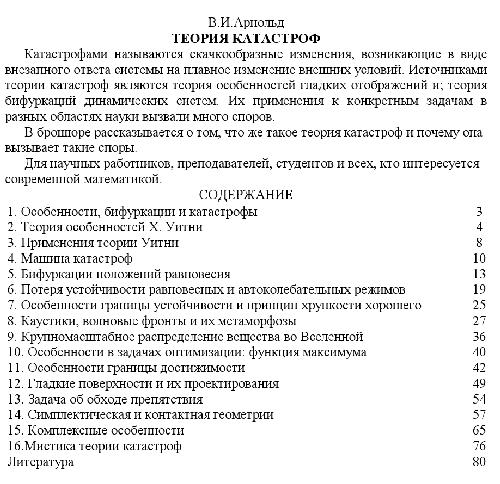 В.И.Арнольд
ТЕОРИЯ КАТАСТРОФ
Катастрофами называются скачкообразные изменения, возникающие в виде
внезапного ответа системы на плавное изменение внешних условий. Источниками
теории катастроф являются теория особенностей гладких отображений и; теория
бифуркаций динамических систем. Их применения к конкретным задачам в
разных областях науки вызвали много споров.
В брошюре рассказывается о том, что же такое теория катастроф и почему она
вызывает такие споры.
Для научных работников, преподавателей, студентов и всех, кто интересуется
современной математикой.
СОДЕРЖАНИЕ
1. Особенности, бифуркации и катастрофы 3
2. Теория особенностей Х. Уитни 4
3. Применения теории Уитни 8
4. Машина катастроф 10
5. Бифуркации положений равновесия 13
6. Потеря устойчивости равновесных и автоколебательных режимов 19
7. Особенности границы устойчивости и принцип хрупкости хорошего 25
8. Каустики, волновые фронты и их метаморфозы 27
9. Крупномасштабное распределение вещества во Вселенной 36
10. Особенности в задачах оптимизации: функция максимума 40
11. Особенности границы достижимости 42
12. Гладкие поверхности и их проектирования 49
13. Задача об обходе препятствия 54
14. Симплектическая и контактная геометрии 57
15. Комплексные особенности 65
16.Мистика теории катастроф 76
Литература 80